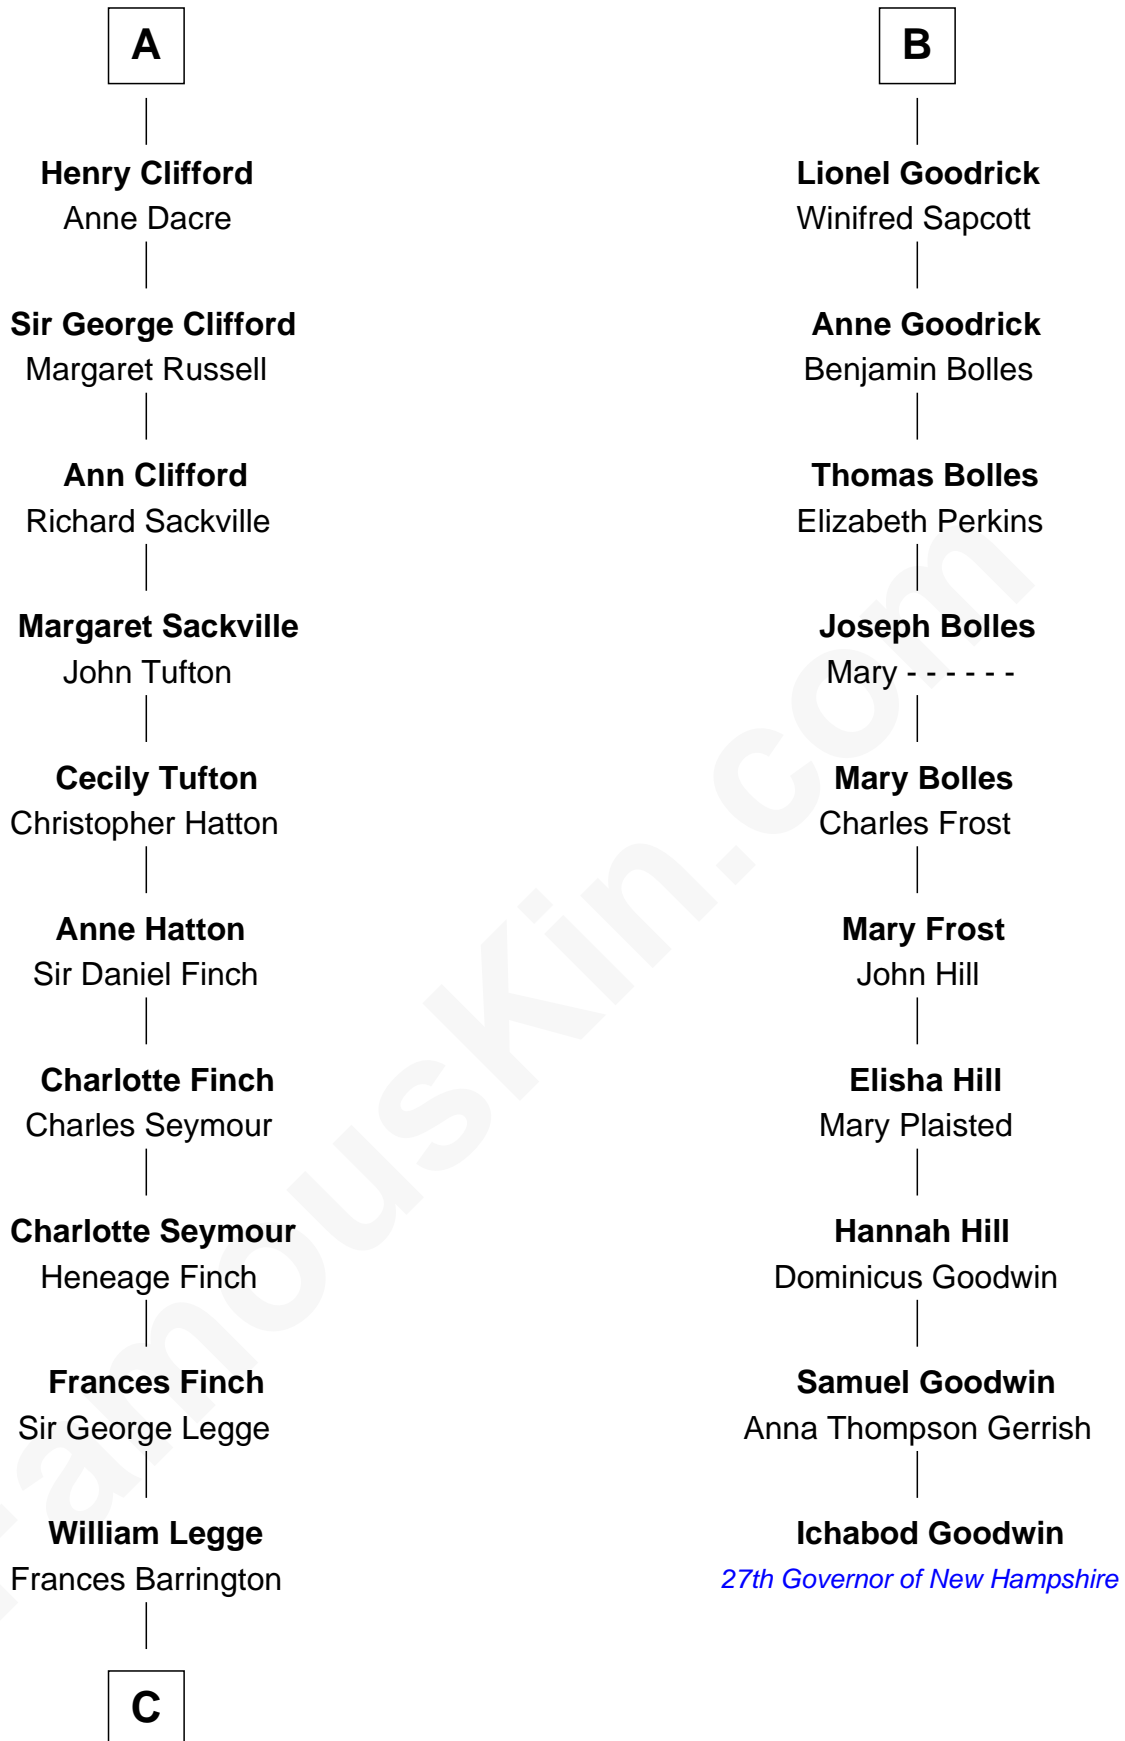 A
Henry Clifford
Anne Dacre
Sir George Clifford
Margaret Russell
Ann Clifford
Richard Sackville
Margaret Sackville
John Tufton
Cecily Tufton
Christopher Hatton
Anne Hatton
Sir Daniel Finch
Charlotte Finch
Charles Seymour
Charlotte Seymour
Heneage Finch
Frances Finch
Sir George Legge
William Legge
Frances Barrington
C
B
Lionel Goodrick
Winifred Sapcott
Anne Goodrick
Benjamin Bolles
Thomas Bolles
Elizabeth Perkins
Joseph Bolles
Mary - - - - - -
Mary Bolles
Charles Frost
Mary Frost
John Hill
Elisha Hill
Mary Plaisted
Hannah Hill
Dominicus Goodwin
Samuel Goodwin
Anna Thompson Gerrish
Ichabod Goodwin
27th Governor of New Hampshire
FamousKin.com